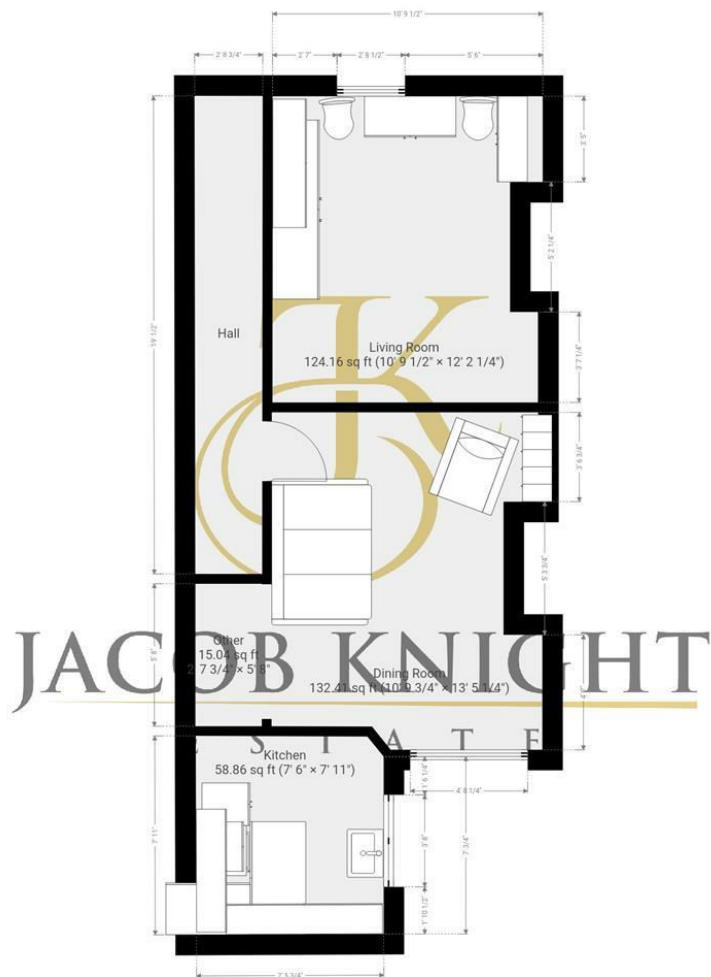 10' 9 1/2"
2' 8 3/4"
2' 7"
2' 8 1/2"
5' 6"
3' 5"
5' 2 1/4"
19' 1/2"
Hall
Living Room
124.16 sq ft (10' 9 1/2" × 12' 2 1/4")
3' 7 1/4"
JK
3' 6 3/4"
5' 3 3/4"
5' 8"
Other
15.04 sq ft
2' 7 3/4" × 5' 8"
JACOB KNIGHT
Dining Room
132.41 sq ft (10' 9 3/4" × 13' 5 1/4")
ESTATE
Kitchen
58.86 sq ft (7' 6" × 7' 11")
1' 6 1/4"
4' 8 1/4"
7' 11"
3' 8"
7' 3/4"
1' 10 1/2"
7' 5 3/4"